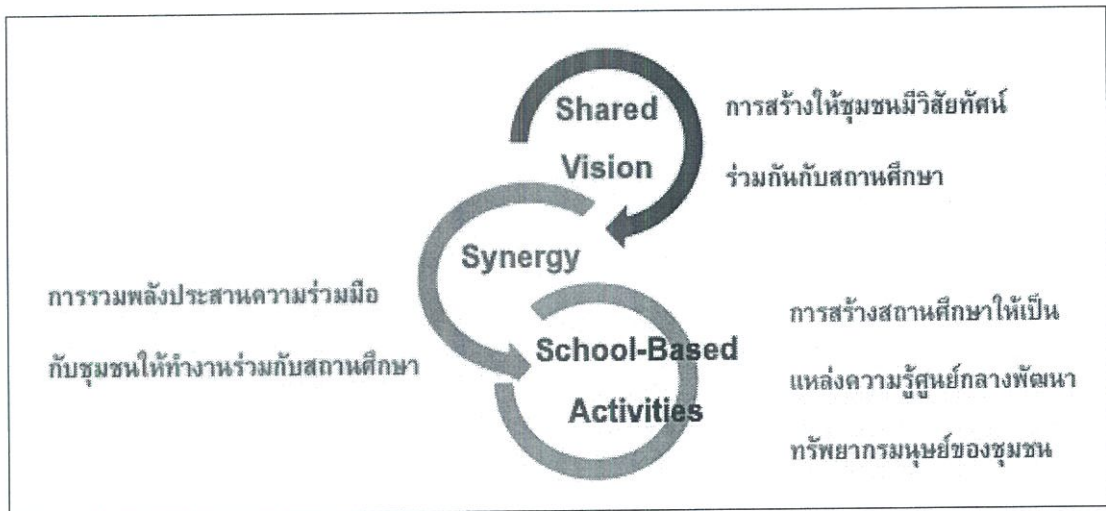 Shared
Vision
การสร้างให้ชุมชนมีวิสัยทัศน์
ร่วมกันกับสถานศึกษา
Synergy
การรวมพลังประสานความร่วมมือ
กับชุมชนให้ทำงานร่วมกับสถานศึกษา
School-Based
Activities
การสร้างสถานศึกษาให้เป็น
แหล่งความรู้ศูนย์กลางพัฒนา
ทรัพยากรมนุษย์ของชุมชน